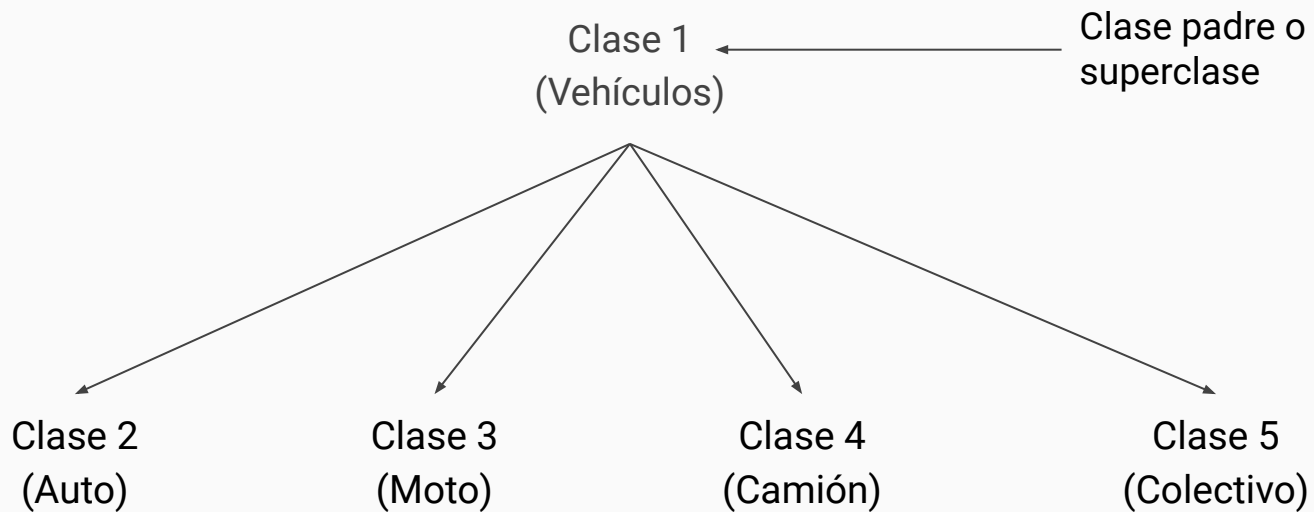 Clase 1
(Vehículos)
Clase padre o
superclase
Clase 2
(Auto)
Clase 3
(Moto)
Clase 4
(Camión)
Clase 5
(Colectivo)